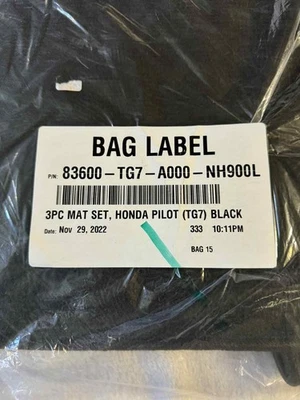 BAG LABEL
P/N: 83600-TG7-A000-NH900L
3PC MAT SET, HONDA PILOT (TG7) BLACK
Date: Nov 29, 2022 333 10:11PM
BAG 15